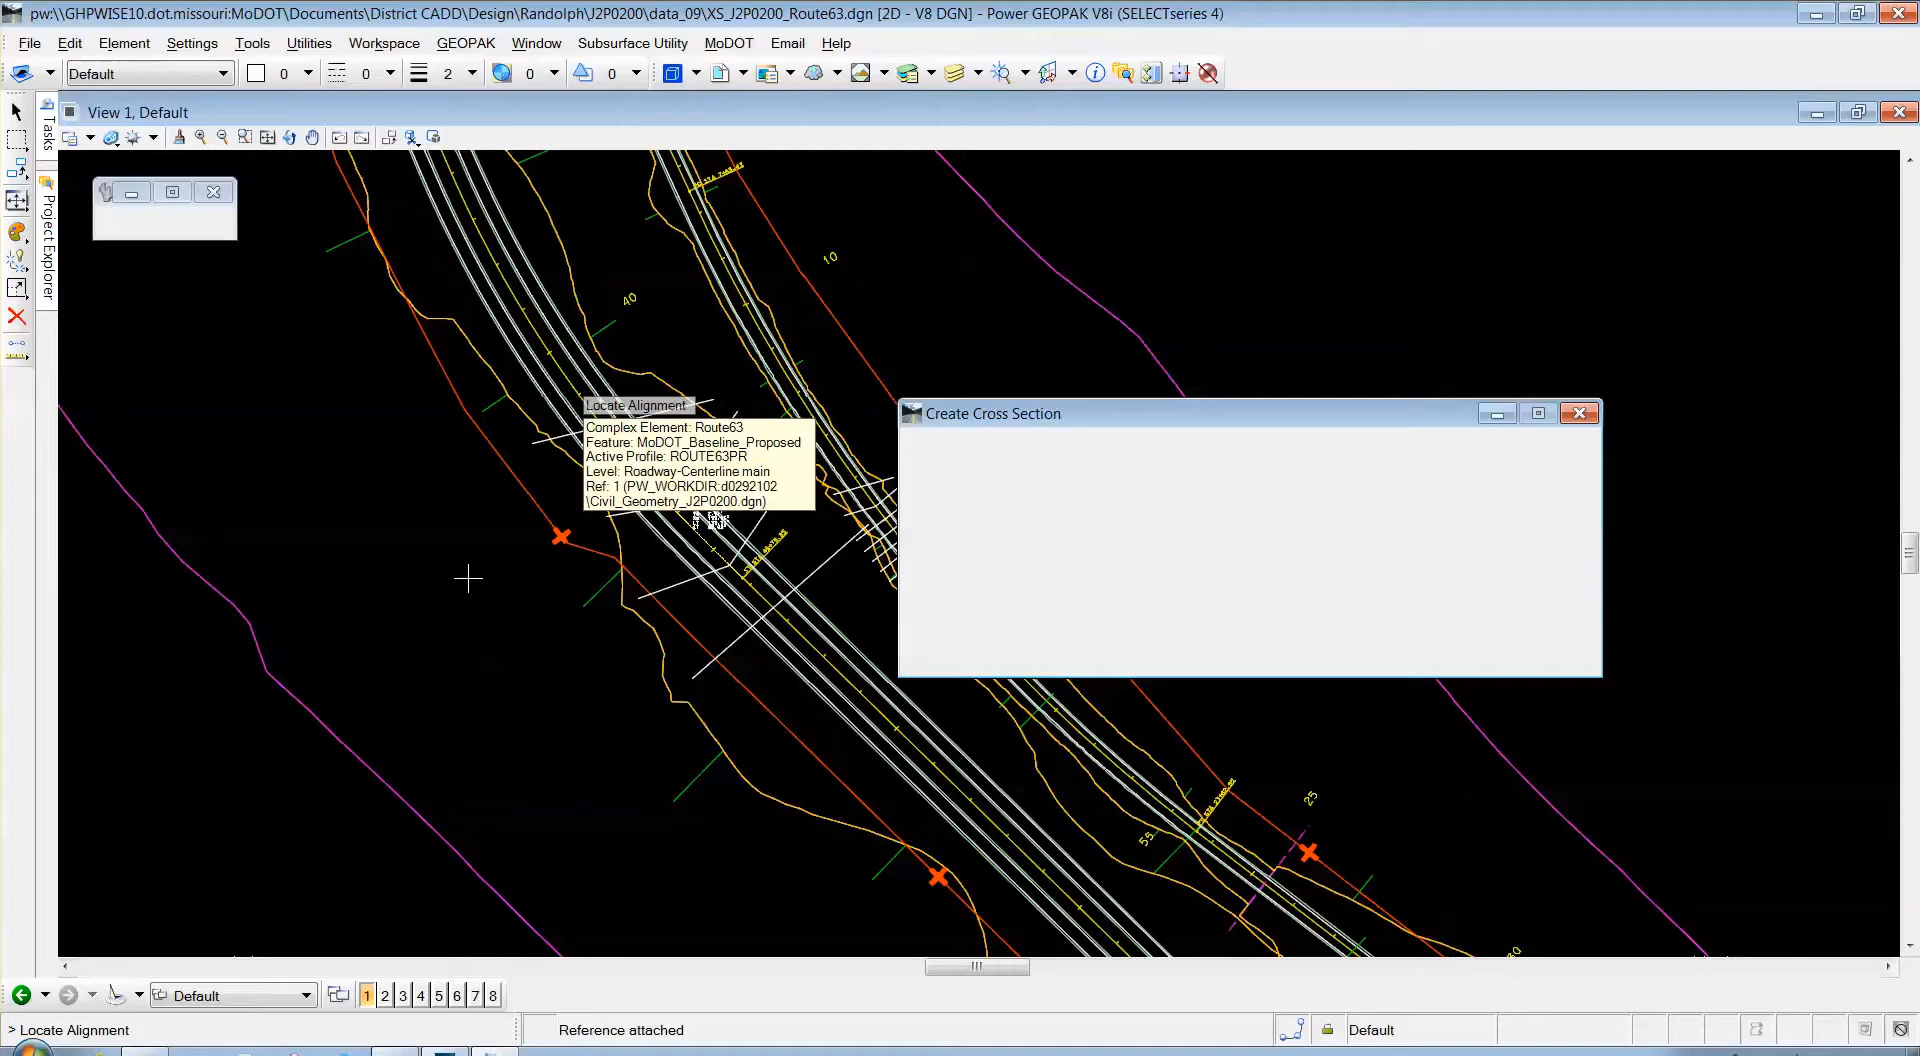 pw:\\GHPWISE10.dot.missouri:MoDOT\Documents\District CADD\Design\Randolph\J2P0200\data_09\XS_J2P0200_Route63.dgn [2D - V8 DGN] - Power GEOPAK V8i (SELECTseries 4)
File Edit Element Settings Tools Utilities Workspace GEOPAK Window Subsurface Utility MoDOT Email Help
Default 0 0 2 0 0
View 1, Default
Tasks
Project Explorer
10
40
Locate Alignment
Complex Element: Route63
Feature: MoDOT_Baseline_Proposed
Active Profile: ROUTE63PR
Level: Roadway-Centerline main
Ref: 1 (PW_WORKDIR:d0292102
\Civil_Geometry_J2P0200.dgn)
Create Cross Section
25
55
Default 1 2 3 4 5 6 7 8
> Locate Alignment Reference attached Default